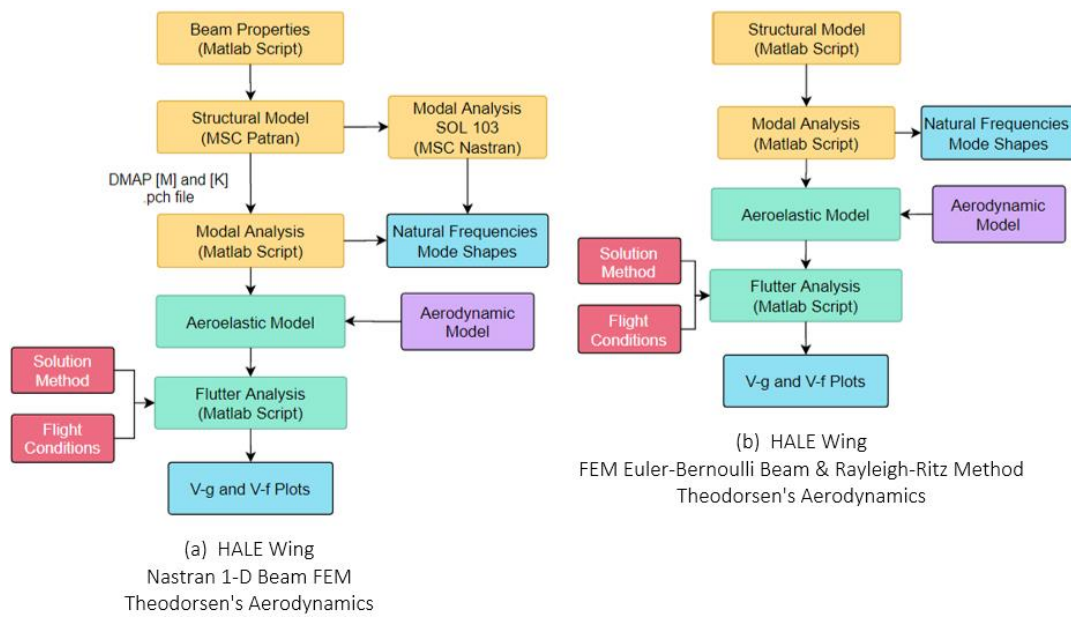 Beam Properties
(Matlab Script)
Structural Model
(MSC Patran)
Modal Analysis
SOL 103
(MSC Nastran)
DMAP [M] and [K]
.pch file
Modal Analysis
(Matlab Script)
Natural Frequencies
Mode Shapes
Aeroelastic Model
Aerodynamic
Model
Solution
Method
Flight
Conditions
Flutter Analysis
(Matlab Script)
V-g and V-f Plots
(a) HALE Wing
Nastran 1-D Beam FEM
Theodorsen's Aerodynamics
Structural Model
(Matlab Script)
Modal Analysis
(Matlab Script)
Natural Frequencies
Mode Shapes
Aeroelastic Model
Aerodynamic
Model
Solution
Method
Flight
Conditions
Flutter Analysis
(Matlab Script)
V-g and V-f Plots
(b) HALE Wing
FEM Euler-Bernoulli Beam & Rayleigh-Ritz Method
Theodorsen's Aerodynamics